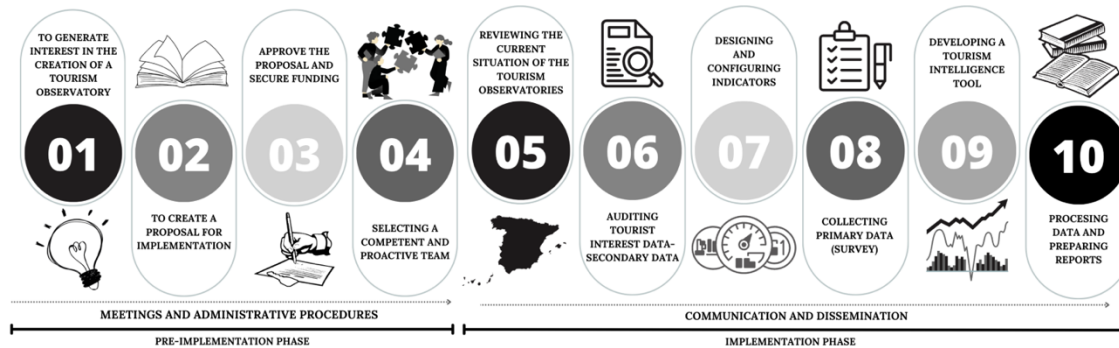 TO GENERATE
INTEREST IN THE
CREATION OF A
TOURISM
OBSERVATORY
01
02
TO CREATE A
PROPOSAL FOR
IMPLEMENTATION
APPROVE THE
PROPOSAL AND
SECURE FUNDING
03
04
SELECTING A
COMPETENT AND
PROACTIVE TEAM
REVIEWING THE
CURRENT
SITUATION OF THE
TOURISM
OBSERVATORIES
05
06
AUDITING
TOURIST
INTEREST DATA-
SECONDARY DATA
DESIGNING
AND
CONFIGURING
INDICATORS
07
08
COLLECTING
PRIMARY DATA
(SURVEY)
DEVELOPING A
TOURISM
INTELLIGENCE
TOOL
09
10
PROCESING
DATA AND
PREPARING
REPORTS
MEETINGS AND ADMINISTRATIVE PROCEDURES
COMMUNICATION AND DISSEMINATION
PRE-IMPLEMENTATION PHASE
IMPLEMENTATION PHASE